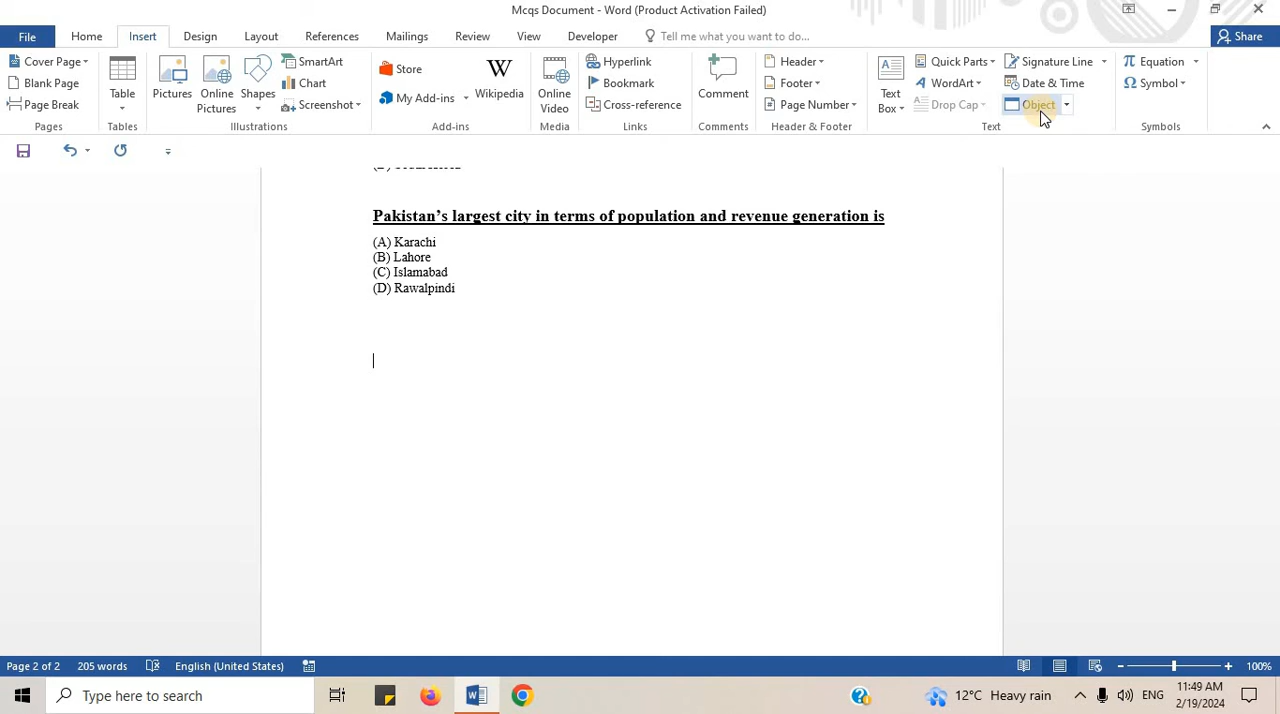 Mcqs Document - Word (Product Activation Failed)
File Home Insert Design Layout References Mailings Review View Developer Tell me what you want to do... Share
Cover Page
Blank Page
Page Break
Pages
Table
Tables
Pictures
Online Pictures
Shapes
SmartArt
Chart
Screenshot
Illustrations
Store
My Add-ins
W
Wikipedia
Add-ins
Online Video
Media
Hyperlink
Bookmark
Cross-reference
Links
Comment
Comments
Header
Footer
Page Number
Header & Footer
A
Text Box
Quick Parts
WordArt
Drop Cap
Signature Line
Date & Time
Object
Text
π Equation
Ω Symbol
Symbols
Pakistan’s largest city in terms of population and revenue generation is
(A) Karachi
(B) Lahore
(C) Islamabad
(D) Rawalpindi
Page 2 of 2 205 words English (United States) 100%
Type here to search
12°C Heavy rain ENG 11:49 AM
2/19/2024